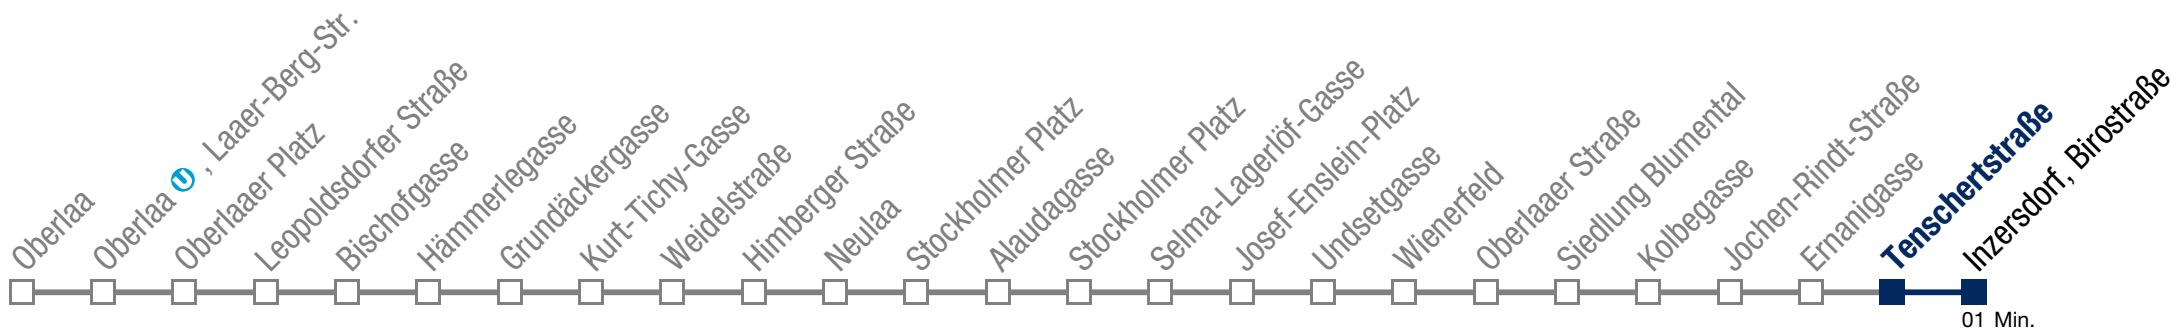 Oberlaa
Oberlaa U , Laaer-Berg-Str.
Oberlaaer Platz
Leopoldsdorfer Straße
Bischofgasse
Hämmerlegasse
Grundäckergasse
Kurt-Tichy-Gasse
Weidelstraße
Himberger Straße
Neulaa
Stockholmer Platz
Alaudagasse
Stockholmer Platz
Selma-Lagerlöf-Gasse
Josef-Enslein-Platz
Undsetgasse
Wienerfeld
Oberlaaer Straße
Siedlung Blumental
Kolbegasse
Jochen-Rindt-Straße
Ernanigasse
Tenschertstraße
Inzersdorf, Birostraße
01 Min.